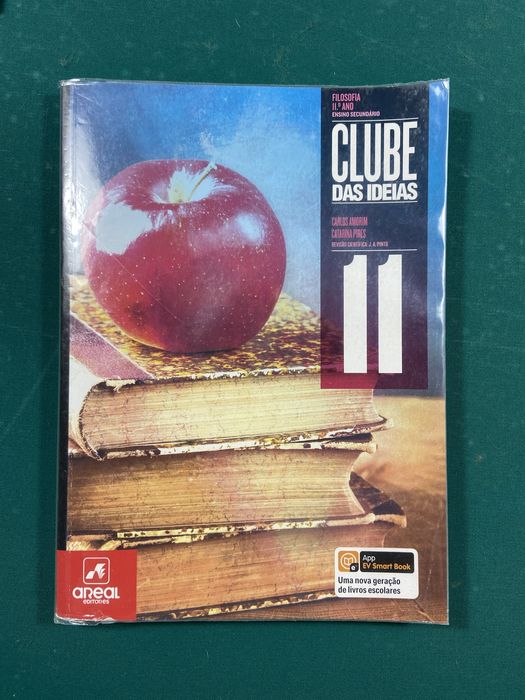 FILOSOFIA
11.º ANO
ENSINO SECUNDÁRIO
CLUBE
DAS IDEIAS
CARLOS AMORIM
CATARINA PIRES
REVISÃO CIENTÍFICA: J. A. PINTO
11
App
EV Smart Book
e
Uma nova geração
de livros escolares
aReaL
EDITORES